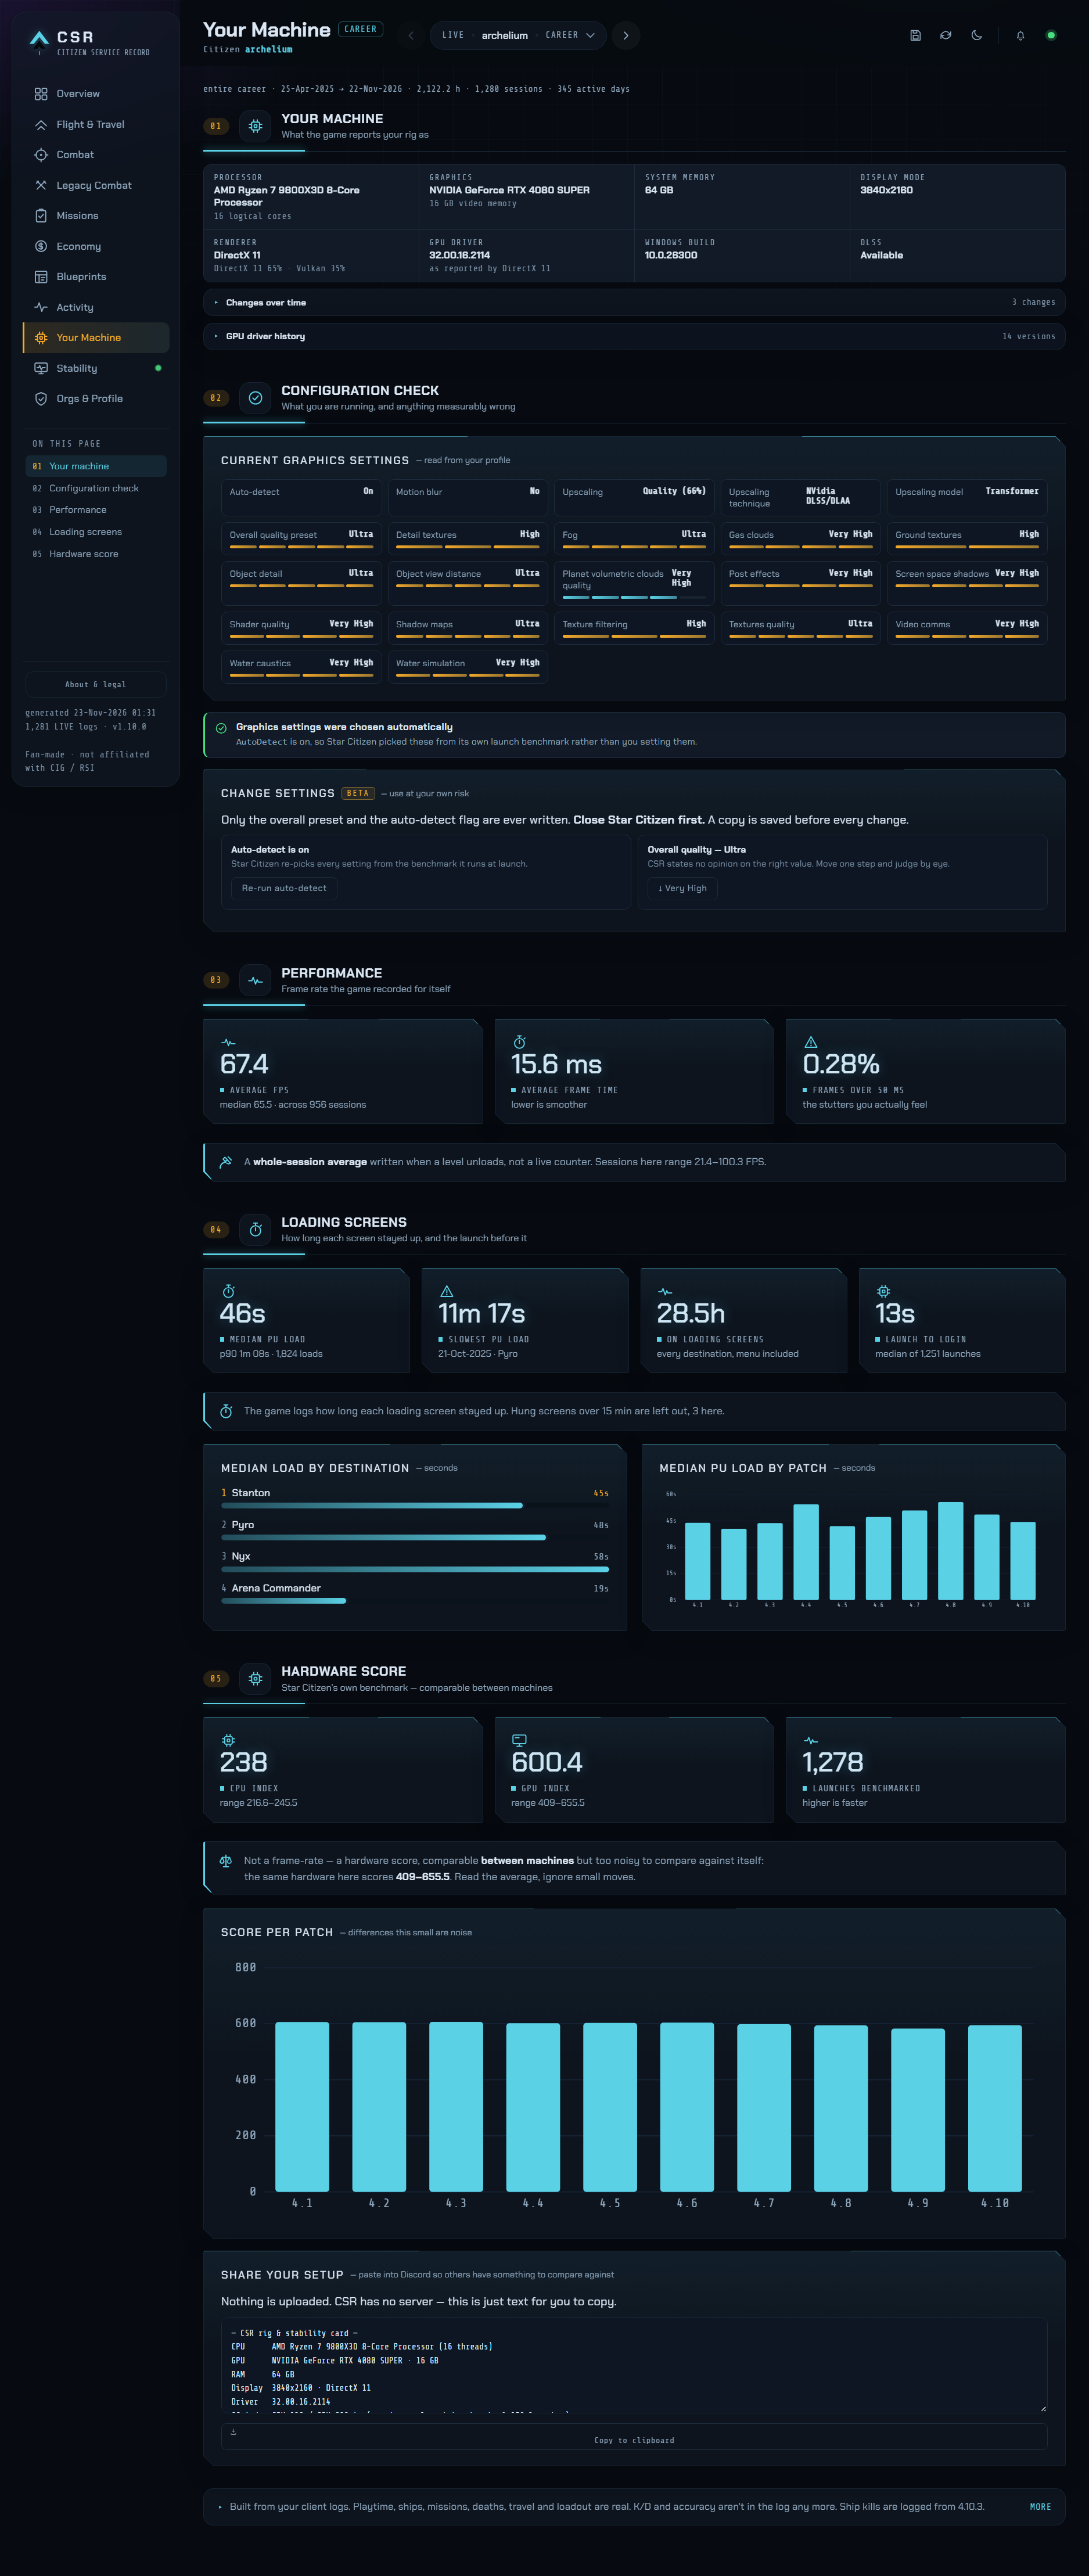 CSR
CITIZEN SERVICE RECORD
Overview
Flight & Travel
Combat
Legacy Combat
Missions
Economy
Blueprints
Activity
Your Machine
Stability
Orgs & Profile
ON THIS PAGE
01 Your machine
02 Configuration check
03 Performance
04 Loading screens
05 Hardware score
About & legal
generated 23-Nov-2026 01:31
1,281 LIVE logs · v1.10.0
Fan-made · not affiliated
with CIG / RSI
Your Machine CAREER
Citizen archelium
LIVE · archelium · CAREER
entire career · 25-Apr-2025 → 22-Nov-2026 · 2,122.2 h · 1,280 sessions · 345 active days
01
YOUR MACHINE
What the game reports your rig as
PROCESSOR
AMD Ryzen 7 9800X3D 8-Core
Processor
16 logical cores
GRAPHICS
NVIDIA GeForce RTX 4080 SUPER
16 GB video memory
SYSTEM MEMORY
64 GB
DISPLAY MODE
3840x2160
RENDERER
DirectX 11
DirectX 11 65% · Vulkan 35%
GPU DRIVER
32.00.16.2114
as reported by DirectX 11
WINDOWS BUILD
10.0.26300
DLSS
Available
Changes over time 3 changes
GPU driver history 14 versions
02
CONFIGURATION CHECK
What you are running, and anything measurably wrong
CURRENT GRAPHICS SETTINGS — read from your profile
Auto-detect On
Motion blur No
Upscaling Quality (66%)
Upscaling technique NVidia DLSS/DLAA
Upscaling model Transformer
Overall quality preset Ultra
Detail textures High
Fog Ultra
Gas clouds Very High
Ground textures High
Object detail Ultra
Object view distance Ultra
Planet volumetric clouds quality Very High
Post effects Very High
Screen space shadows Very High
Shader quality Very High
Shadow maps Ultra
Texture filtering High
Textures quality Ultra
Video comms Very High
Water caustics Very High
Water simulation Very High
Graphics settings were chosen automatically
AutoDetect is on, so Star Citizen picked these from its own launch benchmark rather than you setting them.
CHANGE SETTINGS BETA — use at your own risk
Only the overall preset and the auto-detect flag are ever written. Close Star Citizen first. A copy is saved before every change.
Auto-detect is on
Star Citizen re-picks every setting from the benchmark it runs at launch.
Re-run auto-detect
Overall quality — Ultra
CSR states no opinion on the right value. Move one step and judge by eye.
↓ Very High
03
PERFORMANCE
Frame rate the game recorded for itself
67.4
AVERAGE FPS
median 65.5 · across 956 sessions
15.6 ms
AVERAGE FRAME TIME
lower is smoother
0.28%
FRAMES OVER 50 MS
the stutters you actually feel
A whole-session average written when a level unloads, not a live counter. Sessions here range 21.4–100.3 FPS.
04
LOADING SCREENS
How long each screen stayed up, and the launch before it
46s
MEDIAN PU LOAD
p90 1m 08s · 1,824 loads
11m 17s
SLOWEST PU LOAD
21-Oct-2025 · Pyro
28.5h
ON LOADING SCREENS
every destination, menu included
13s
LAUNCH TO LOGIN
median of 1,251 launches
The game logs how long each loading screen stayed up. Hung screens over 15 min are left out, 3 here.
MEDIAN LOAD BY DESTINATION — seconds
1 Stanton 45s
2 Pyro 48s
3 Nyx 58s
4 Arena Commander 19s
MEDIAN PU LOAD BY PATCH — seconds
60s
45s
30s
15s
0s
4.1 4.2 4.3 4.4 4.5 4.6 4.7 4.8 4.9 4.10
05
HARDWARE SCORE
Star Citizen's own benchmark — comparable between machines
238
CPU INDEX
range 216.6–245.5
600.4
GPU INDEX
range 409–655.5
1,278
LAUNCHES BENCHMARKED
higher is faster
Not a frame-rate — a hardware score, comparable between machines but too noisy to compare against itself:
the same hardware here scores 409–655.5. Read the average, ignore small moves.
SCORE PER PATCH — differences this small are noise
800
600
400
200
0
4.1 4.2 4.3 4.4 4.5 4.6 4.7 4.8 4.9 4.10
SHARE YOUR SETUP — paste into Discord so others have something to compare against
Nothing is uploaded. CSR has no server — this is just text for you to copy.
— CSR rig & stability card —
CPU AMD Ryzen 7 9800X3D 8-Core Processor (16 threads)
GPU NVIDIA GeForce RTX 4080 SUPER · 16 GB
RAM 64 GB
Display 3840x2160 · DirectX 11
Driver 32.00.16.2114
Copy to clipboard
Built from your client logs. Playtime, ships, missions, deaths, travel and loadout are real. K/D and accuracy aren't in the log any more. Ship kills are logged from 4.10.3. MORE